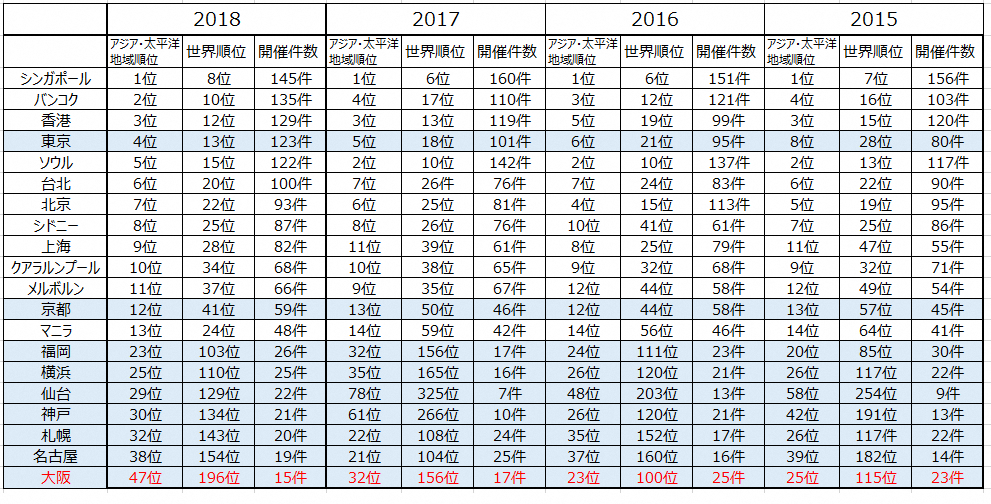 2018 2017 2016 2015
アジア・太平洋地域順位 世界順位 開催件数 アジア・太平洋地域順位 世界順位 開催件数 アジア・太平洋地域順位 世界順位 開催件数 アジア・太平洋地域順位 世界順位 開催件数
シンガポール 1位 8位 145件 1位 6位 160件 1位 6位 151件 1位 7位 156件
バンコク 2位 10位 135件 4位 17位 110件 3位 12位 121件 4位 16位 103件
香港 3位 12位 129件 3位 13位 119件 5位 19位 99件 3位 15位 120件
東京 4位 13位 123件 5位 18位 101件 6位 21位 95件 8位 28位 80件
ソウル 5位 15位 122件 2位 10位 142件 2位 10位 137件 2位 13位 117件
台北 6位 20位 100件 7位 26件 76件 7位 24位 83件 6位 22位 90件
北京 7位 22位 93件 6位 25位 81件 4位 15位 113件 5位 19位 95件
シドニー 8位 25位 87件 8位 26位 76件 10位 41位 61件 7位 25位 86件
上海 9位 28位 82件 11位 39位 61件 8位 25位 79件 11位 47位 55件
クアラルンプール 10位 34位 68件 10位 38位 65件 9位 32位 68件 9位 32位 71件
メルボルン 11位 37位 66件 9位 35位 67件 12位 44位 58件 12位 49位 54件
京都 12位 41位 59件 13位 50位 46件 12位 44位 58件 13位 57位 45件
マニラ 13位 24位 48件 14位 59位 42件 14位 56位 46件 14位 64位 41件
福岡 23位 103位 26件 32位 156位 17件 24位 111位 23件 20位 85位 30件
横浜 25位 110位 25件 35位 165位 16件 26位 120位 21件 26位 117位 22件
仙台 29位 129位 22件 78位 325位 7件 48位 203位 13件 58位 254位 9件
神戸 30位 134位 21件 61位 266位 10件 26位 120位 21件 42位 191位 13件
札幌 32位 143位 20件 22位 108位 24件 35位 152位 17件 26位 117件 22件
名古屋 38位 154位 19件 21位 104位 25件 37位 160位 16件 39位 182位 14件
大阪 47位 196位 15件 32位 156位 17件 23位 100位 25件 25位 115位 23件